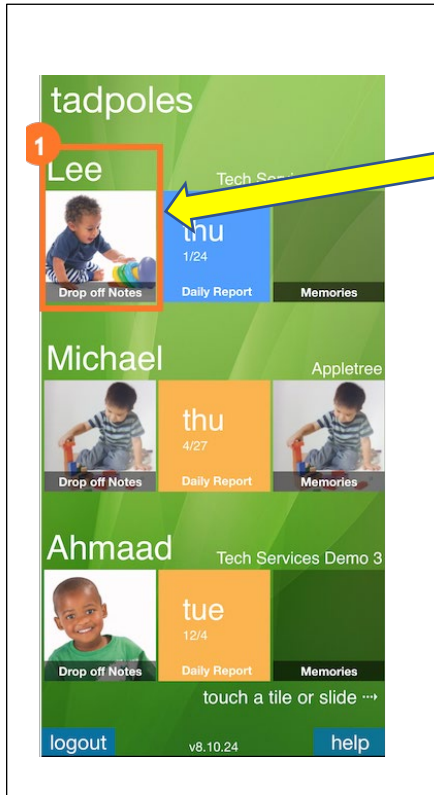 tadpoles
1
Lee
Tech
thu
1/24
Drop off Notes Daily Report Memories
Michael
Appletree
thu
4/27
Drop off Notes Daily Report Memories
Ahmaad
Tech Services Demo 3
tue
12/4
Drop off Notes Daily Report Memories
touch a tile or slide ⤑
logout v8.10.24 help